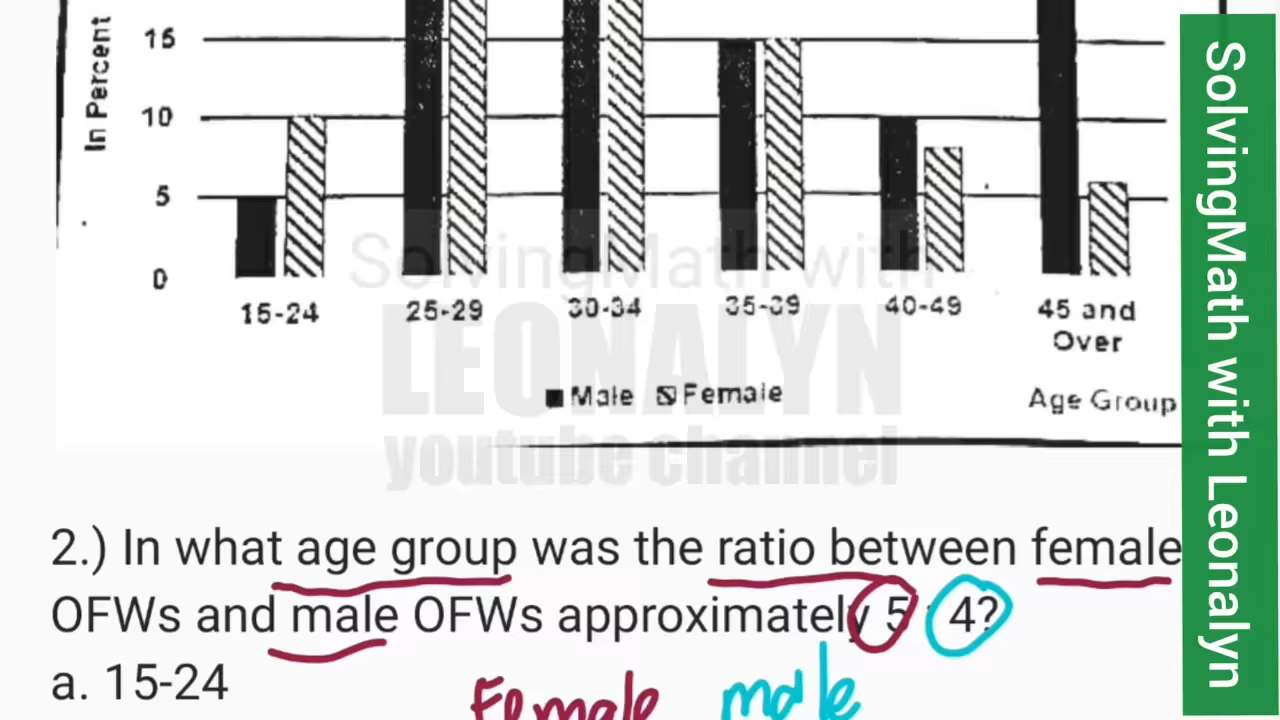 In Percent
15
10
5
0
15-24 25-29 30-34 35-39 40-49 45 and
Over
Male Female
Age Group
SolvingMath with
LEONALYN
youtube channel
SolvingMath with Leonalyn
2.) In what age group was the ratio between female
OFWs and male OFWs approximately 5 4?
a. 15-24
Female male